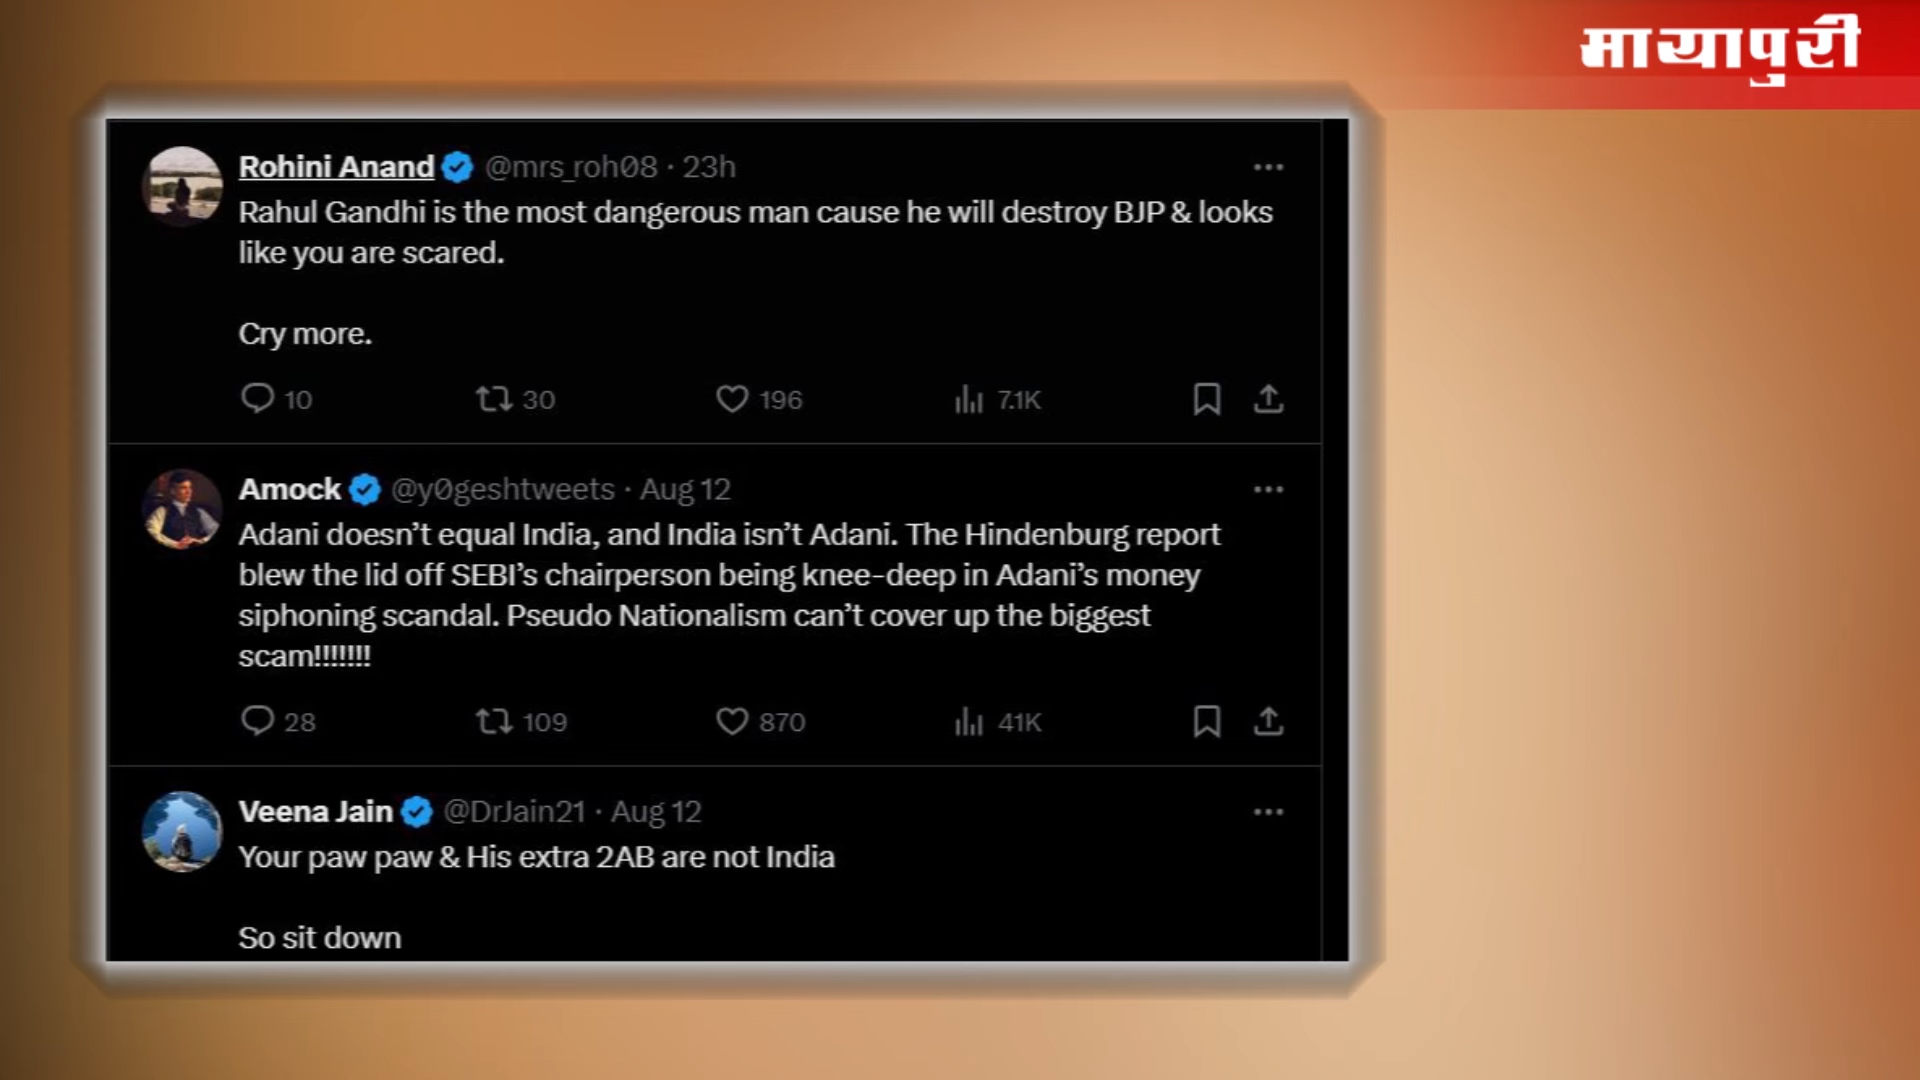 मायापुरी
Rohini Anand @mrs_roh08 · 23h
Rahul Gandhi is the most dangerous man cause he will destroy BJP & looks
like you are scared.
Cry more.
10 30 196 7.1K
Amock @y0geshtweets · Aug 12
Adani doesn’t equal India, and India isn’t Adani. The Hindenburg report
blew the lid off SEBI’s chairperson being knee-deep in Adani’s money
siphoning scandal. Pseudo Nationalism can’t cover up the biggest
scam!!!!!!!
28 109 870 41K
Veena Jain @DrJain21 · Aug 12
Your paw paw & His extra 2AB are not India
So sit down